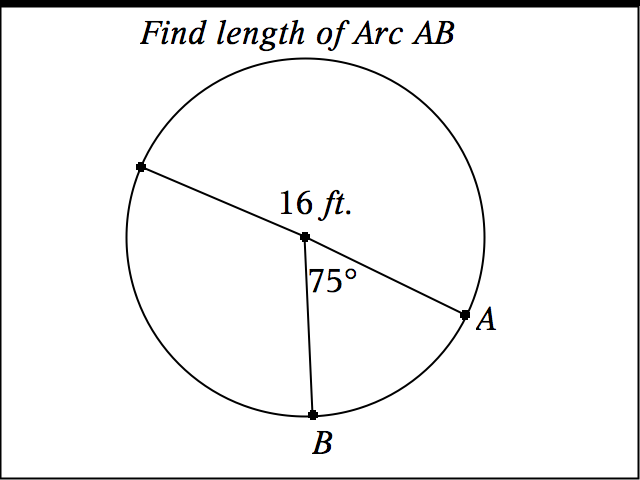 Find length of Arc AB
16 ft.
75°
A
B